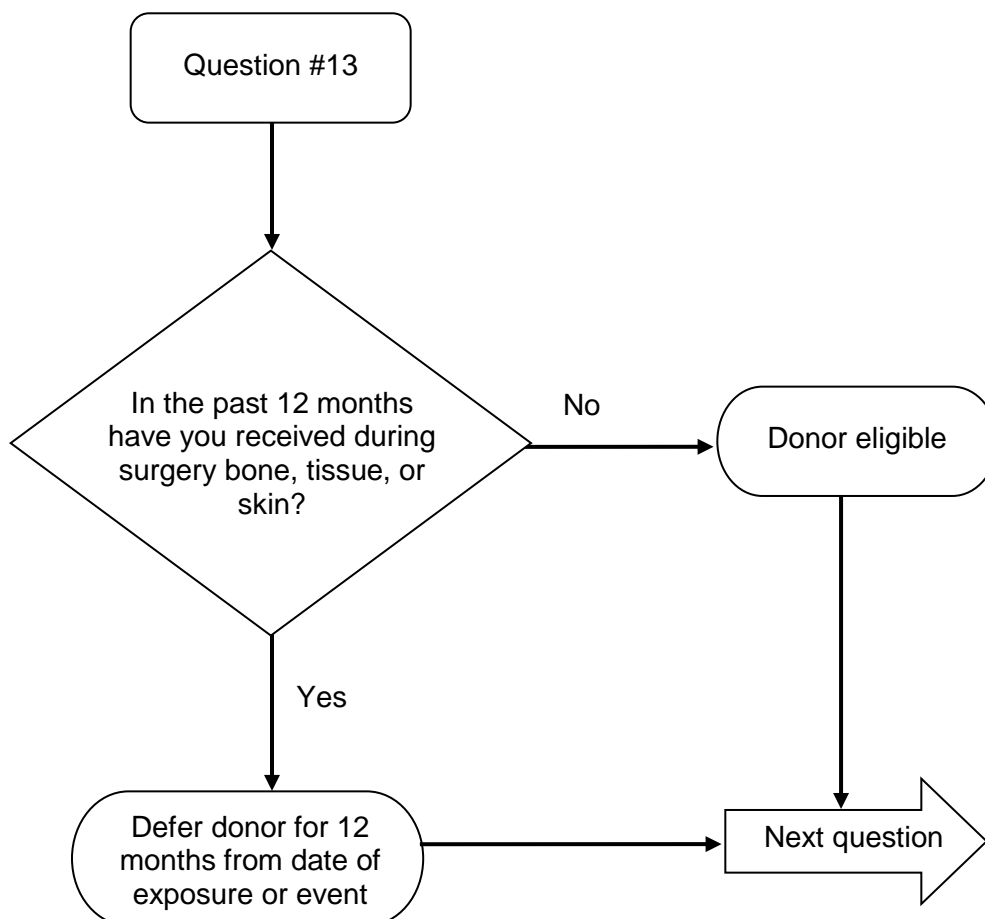 Question #13
In the past 12 months
have you received during
surgery bone, tissue, or
skin?
No
Donor eligible
Yes
Defer donor for 12
months from date of
exposure or event
Next question